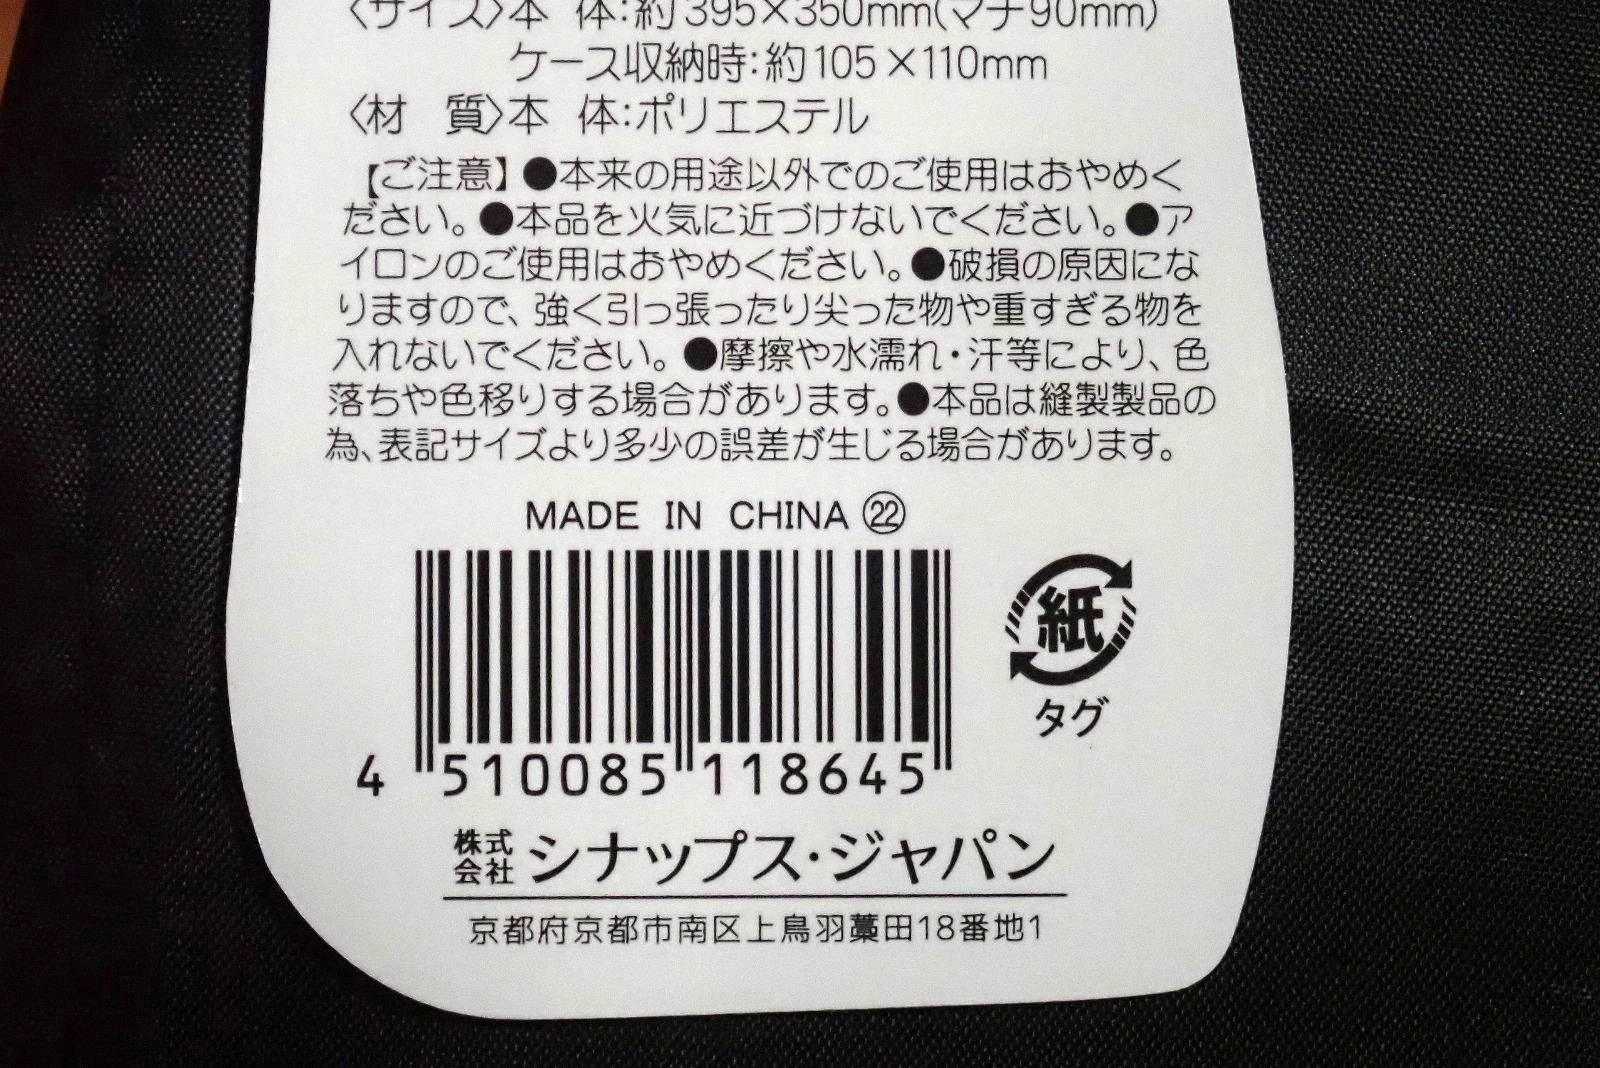 〈サイズ〉本 体:約395×350mm(マチ90mm)
ケース収納時:約105×110mm
〈材 質〉本 体:ポリエステル
【ご注意】●本来の用途以外でのご使用はおやめく
ださい。●本品を火気に近づけないでください。●ア
イロンのご使用はおやめください。●破損の原因にな
りますので、強く引っ張ったり尖った物や重すぎる物を
入れないでください。●摩擦や水濡れ・汗等により、色
落ちや色移りする場合があります。●本品は縫製製品の
為、表記サイズより多少の誤差が生じる場合があります。
MADE IN CHINA ㉒
紙
タグ
4 510085 118645
株式会社 シナップス・ジャパン
京都府京都市南区上鳥羽藁田18番地1